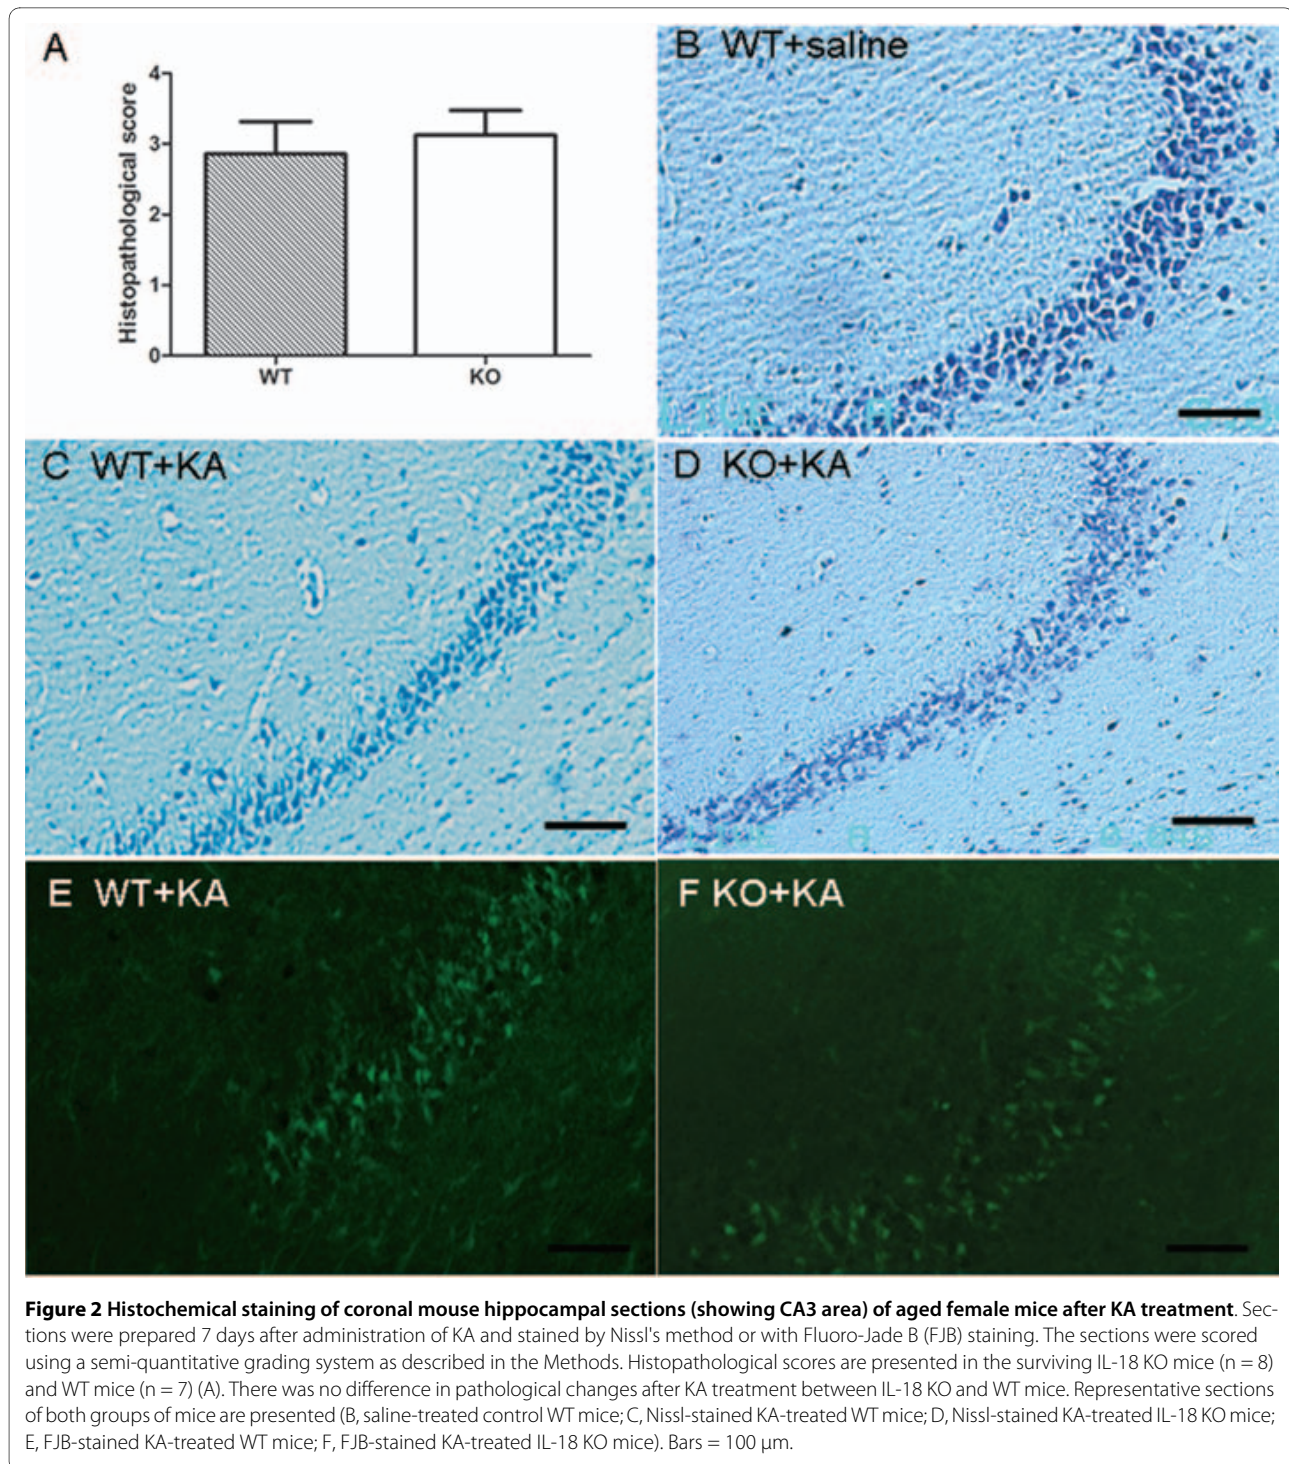 A
Histopathological score
4
3
2
1
0
WT
KO
B WT+saline
C WT+KA
D KO+KA
E WT+KA
F KO+KA
Figure 2 Histochemical staining of coronal mouse hippocampal sections (showing CA3 area) of aged female mice after KA treatment. Sec-
tions were prepared 7 days after administration of KA and stained by Nissl's method or with Fluoro-Jade B (FJB) staining. The sections were scored
using a semi-quantitative grading system as described in the Methods. Histopathological scores are presented in the surviving IL-18 KO mice (n = 8)
and WT mice (n = 7) (A). There was no difference in pathological changes after KA treatment between IL-18 KO and WT mice. Representative sections
of both groups of mice are presented (B, saline-treated control WT mice; C, Nissl-stained KA-treated WT mice; D, Nissl-stained KA-treated IL-18 KO mice;
E, FJB-stained KA-treated WT mice; F, FJB-stained KA-treated IL-18 KO mice). Bars = 100 μm.